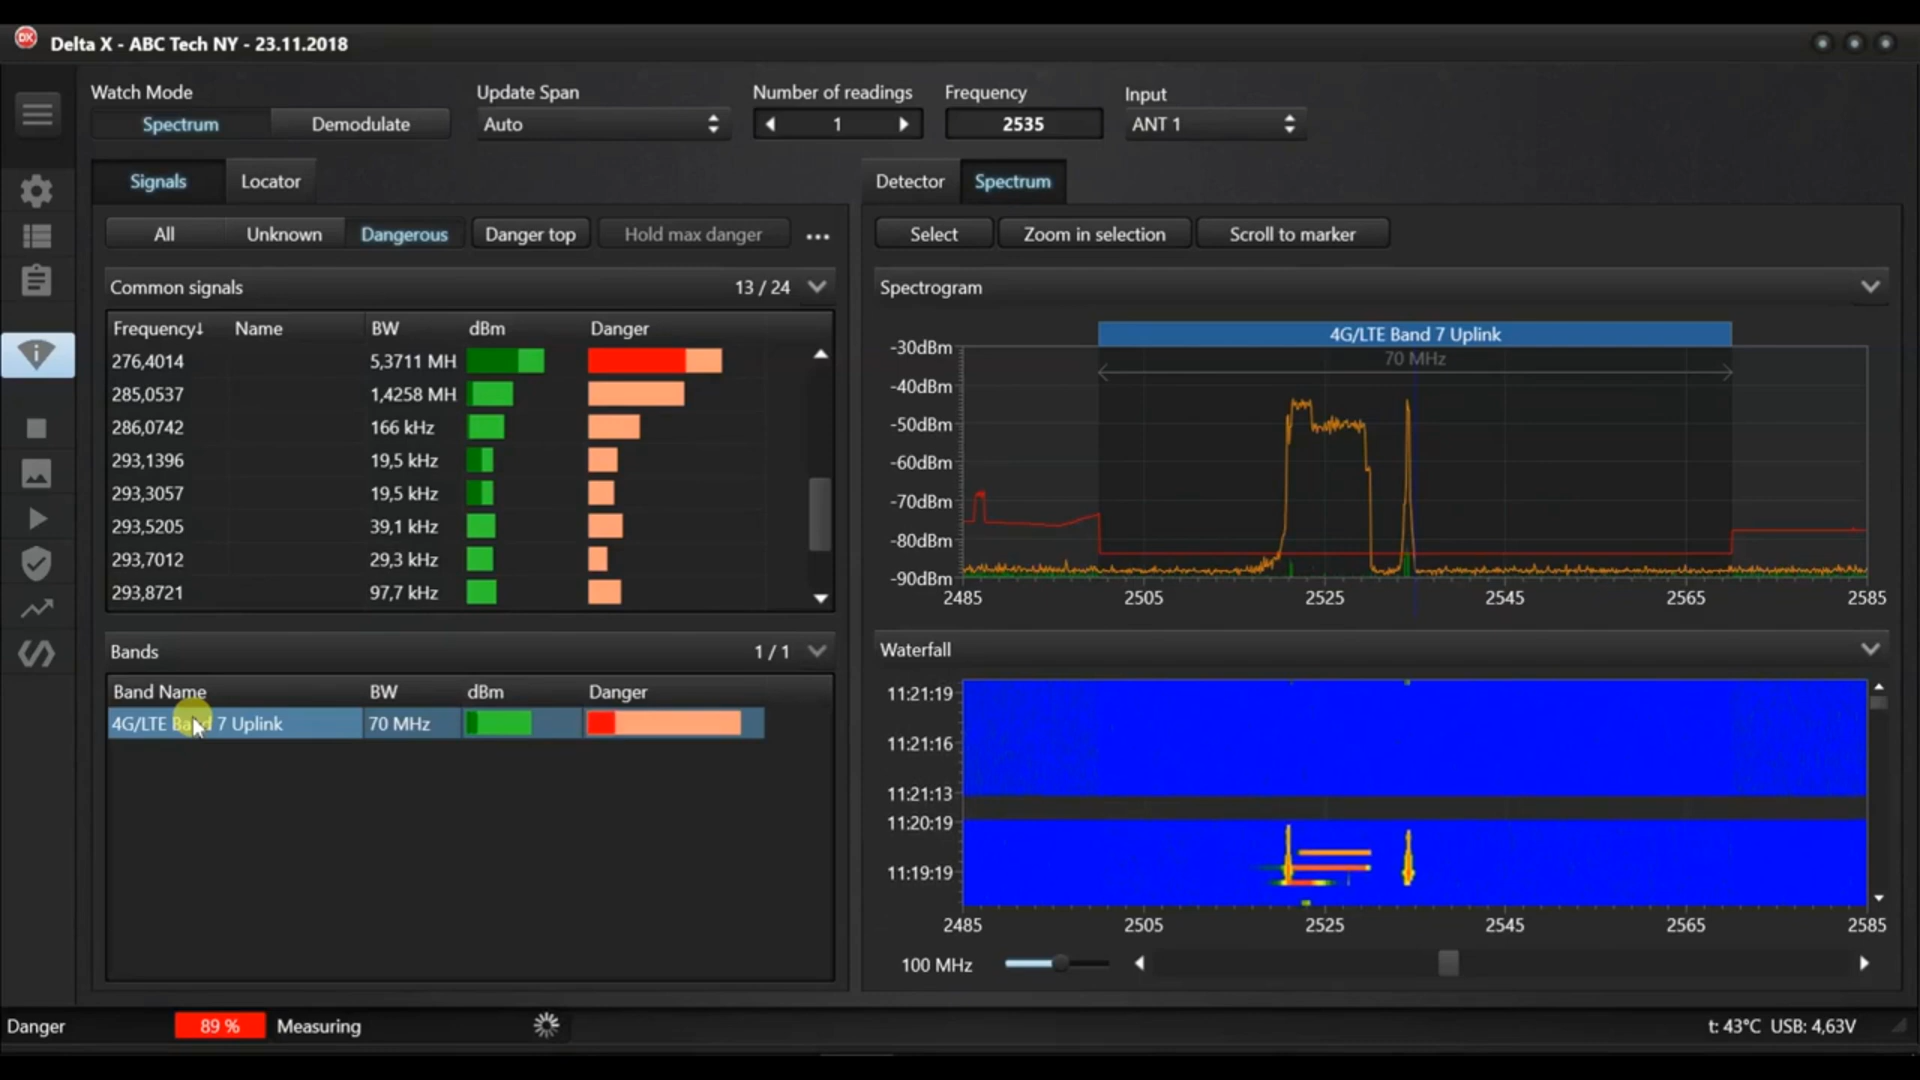 DX Delta X - ABC Tech NY - 23.11.2018
Watch Mode
Update Span
Number of readings
Frequency
Input
Spectrum
Demodulate
Auto
1
2535
ANT 1
Signals
Locator
Detector
Spectrum
All
Unknown
Dangerous
Danger top
Hold max danger
...
Select
Zoom in selection
Scroll to marker
Common signals
13 / 24
Frequency↓ Name BW dBm Danger
276,4014 5,3711 MH
285,0537 1,4258 MH
286,0742 166 kHz
293,1396 19,5 kHz
293,3057 19,5 kHz
293,5205 39,1 kHz
293,7012 29,3 kHz
293,8721 97,7 kHz
Bands
1 / 1
Band Name BW dBm Danger
4G/LTE Band 7 Uplink 70 MHz
Spectrogram
4G/LTE Band 7 Uplink
70 MHz
-30dBm
-40dBm
-50dBm
-60dBm
-70dBm
-80dBm
-90dBm
2485 2505 2525 2545 2565 2585
Waterfall
11:21:19
11:21:16
11:21:13
11:20:19
11:19:19
2485 2505 2525 2545 2565 2585
100 MHz
Danger 89 % Measuring
t: 43°C USB: 4,63V